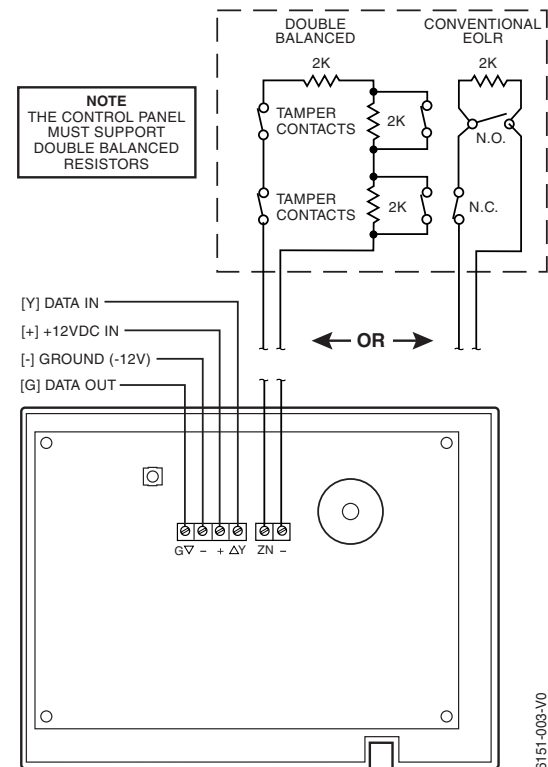 DOUBLE
BALANCED
CONVENTIONAL
EOLR
2K
2K
NOTE
THE CONTROL PANEL
MUST SUPPORT
DOUBLE BALANCED
RESISTORS
TAMPER
CONTACTS
2K
N.O.
TAMPER
CONTACTS
2K
N.C.
[Y] DATA IN
[+] +12VDC IN
[-] GROUND (-12V)
[G] DATA OUT
OR
G▽ – + △Y ZN –
6151-003-V0